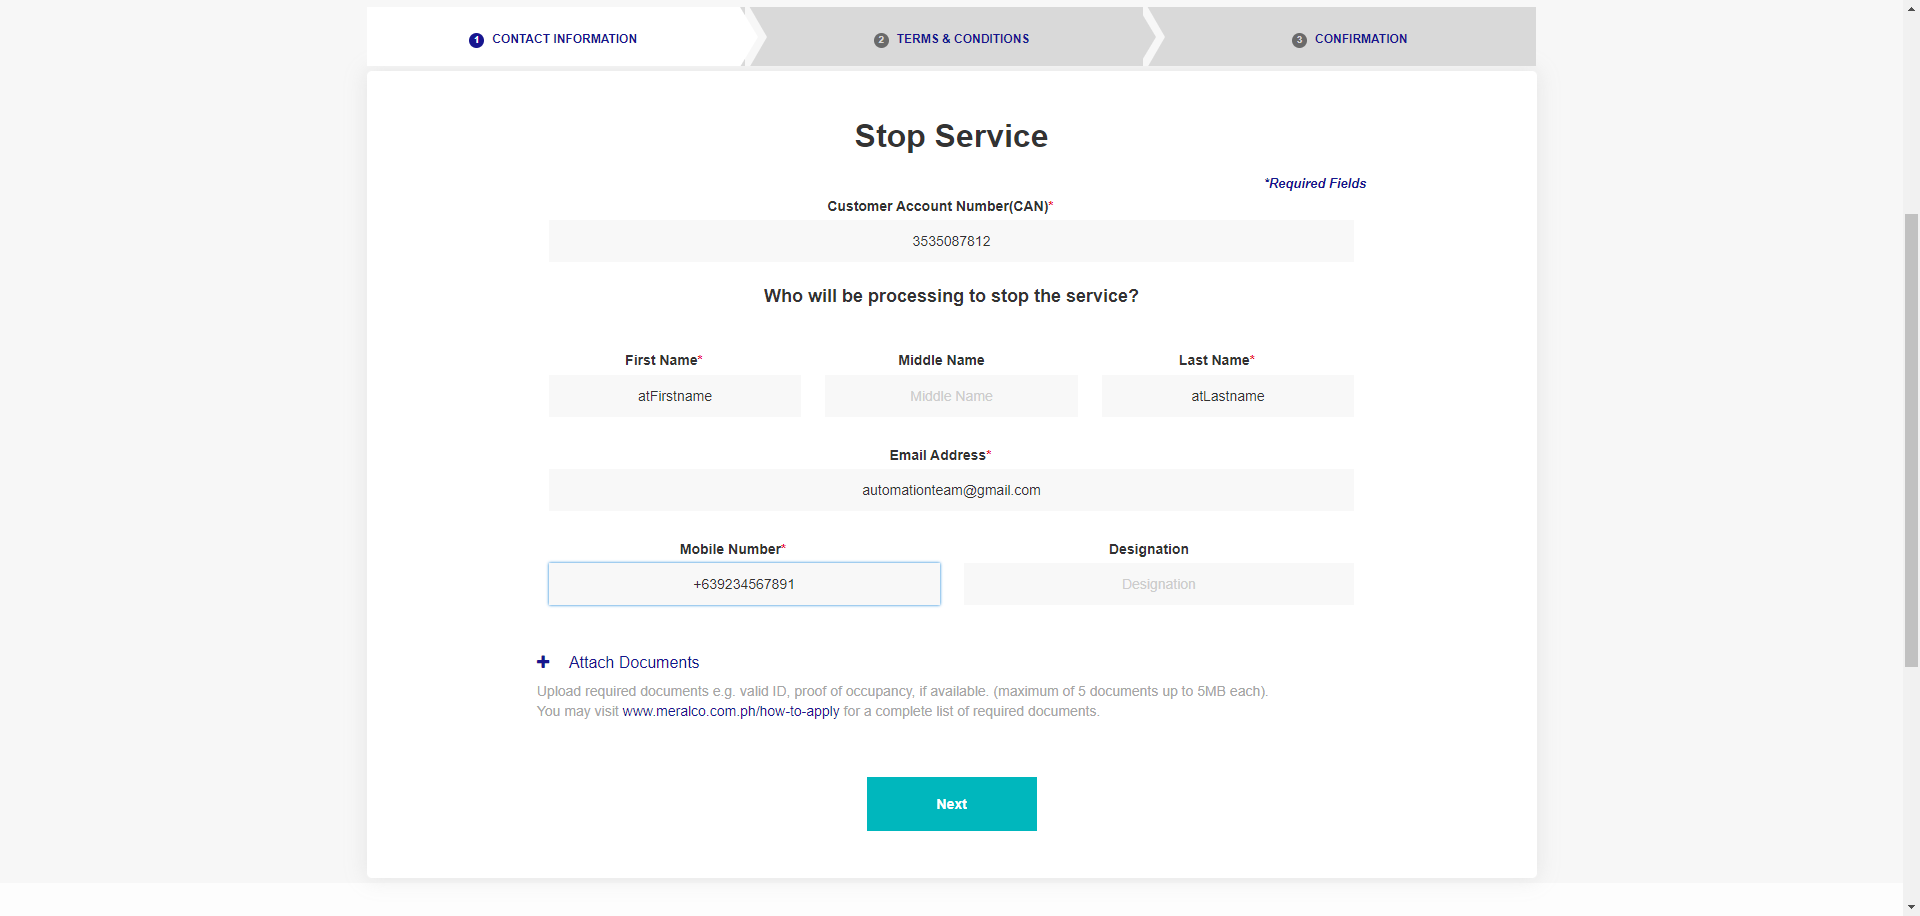 1 CONTACT INFORMATION
2 TERMS & CONDITIONS
3 CONFIRMATION
Stop Service
*Required Fields
Customer Account Number(CAN)*
3535087812
Who will be processing to stop the service?
First Name* Middle Name Last Name*
atFirstname Middle Name atLastname
Email Address*
automationteam@gmail.com
Mobile Number* Designation
+639234567891 Designation
+ Attach Documents
Upload required documents e.g. valid ID, proof of occupancy, if available. (maximum of 5 documents up to 5MB each).
You may visit www.meralco.com.ph/how-to-apply for a complete list of required documents.
Next